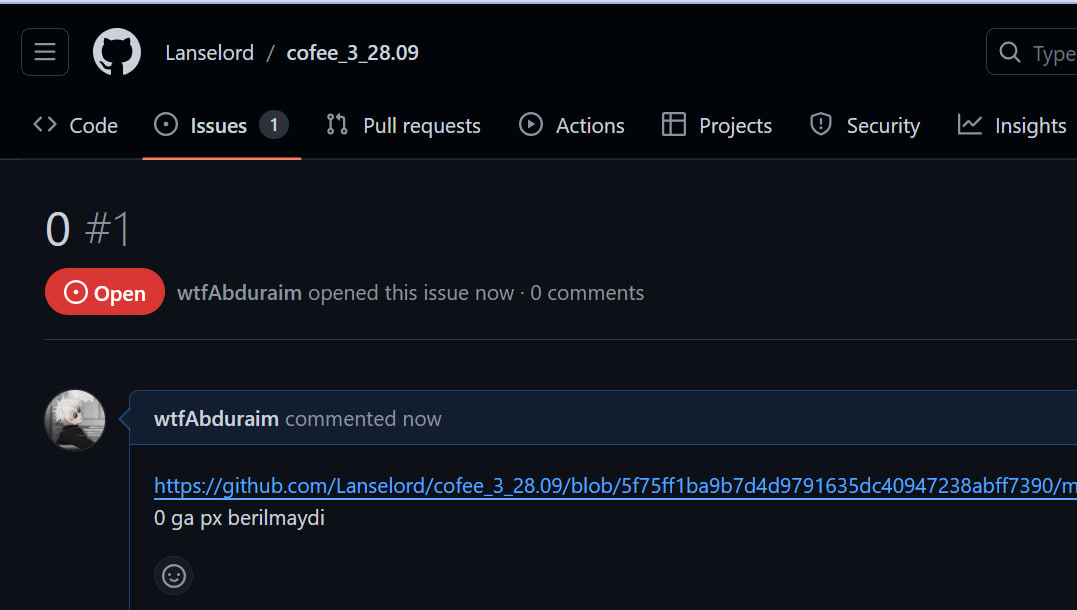 Lanselord / cofee_3_28.09
Type
Code Issues 1 Pull requests Actions Projects Security Insights
0 #1
Open wtfAbduraim opened this issue now · 0 comments
wtfAbduraim commented now
https://github.com/Lanselord/cofee_3_28.09/blob/5f75ff1ba9b7d4d9791635dc40947238abff7390/m
0 ga px berilmaydi